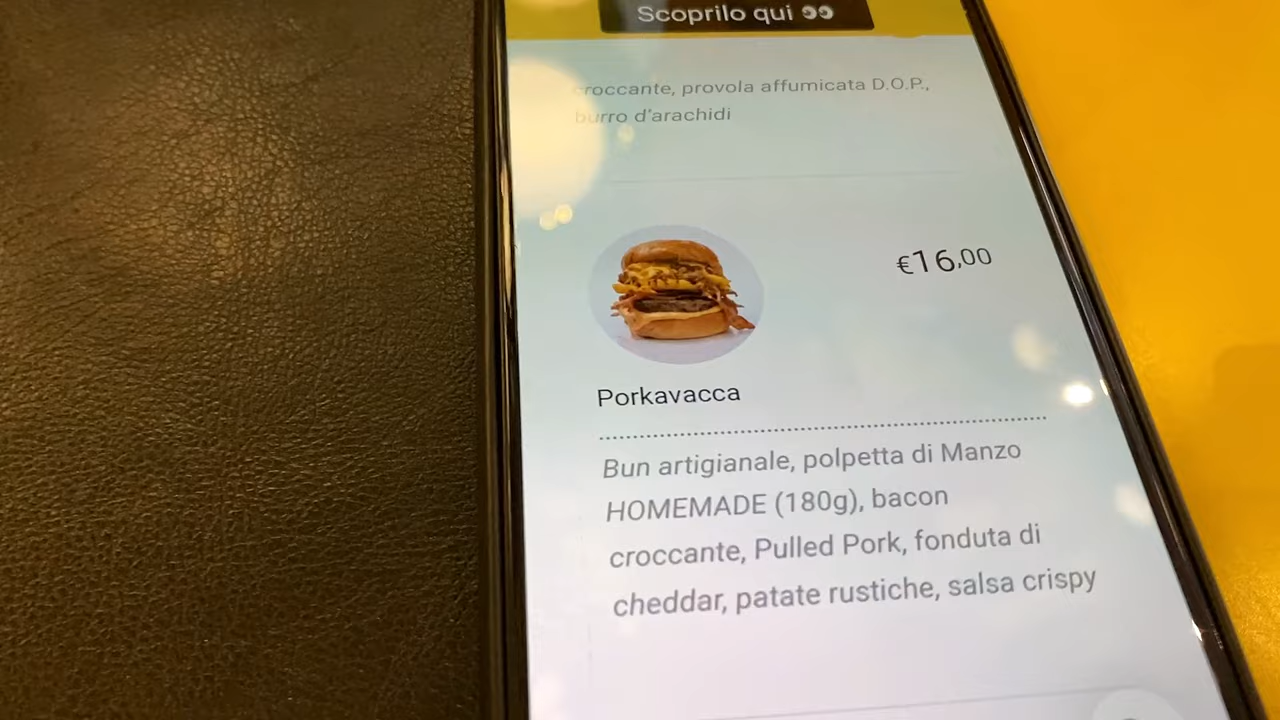 Scoprilo qui 👀
croccante, provola affumicata D.O.P.,
burro d'arachidi
€16,00
Porkavacca
Bun artigianale, polpetta di Manzo
HOMEMADE (180g), bacon
croccante, Pulled Pork, fonduta di
cheddar, patate rustiche, salsa crispy